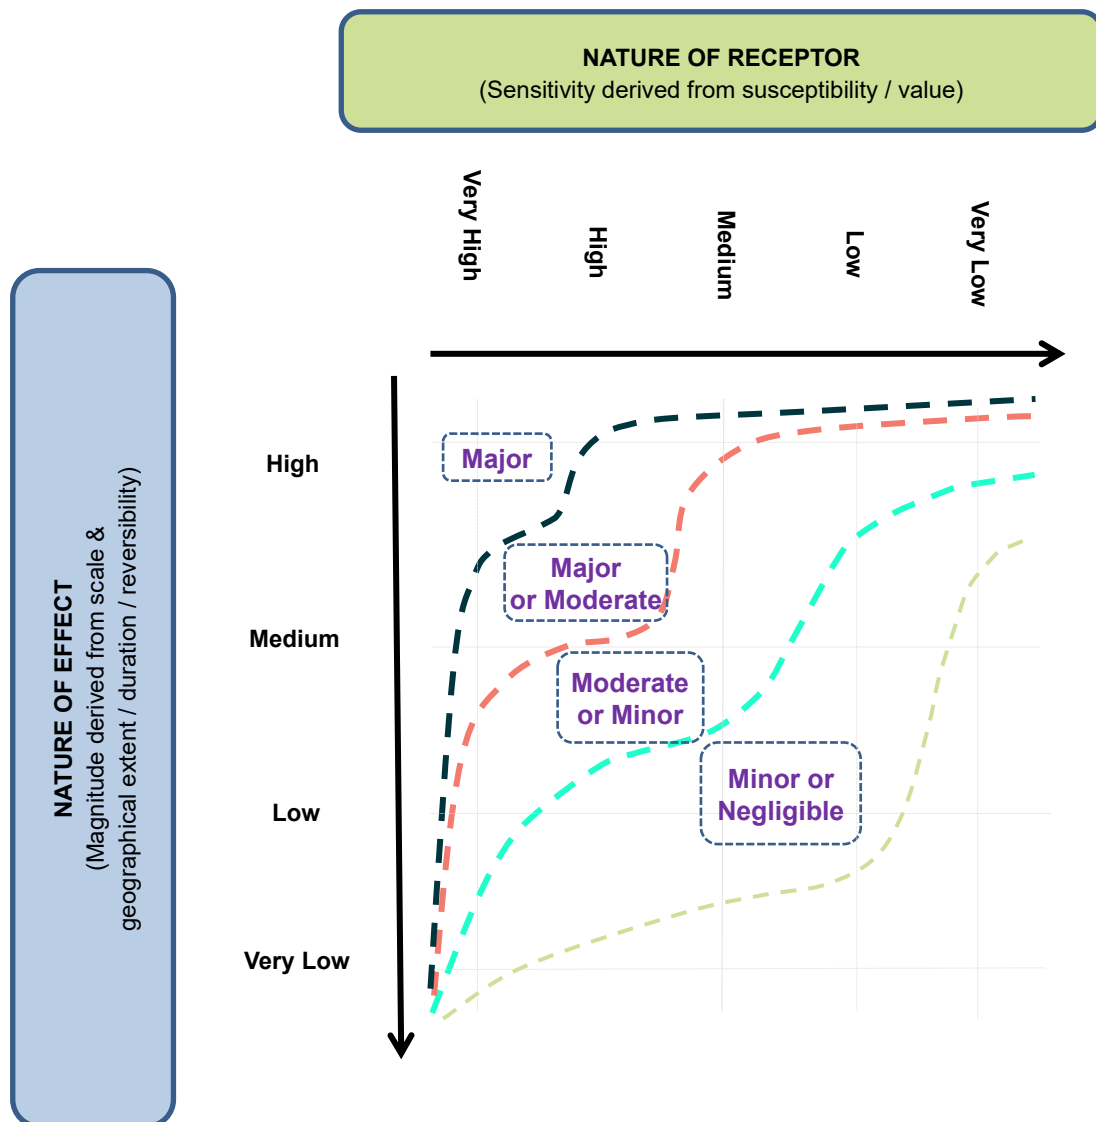 NATURE OF RECEPTOR
(Sensitivity derived from susceptibility / value)
Very High
High
Medium
Low
Very Low
NATURE OF EFFECT
(Magnitude derived from scale &
geographical extent / duration / reversibility)
High
Medium
Low
Very Low
Major
Major
or Moderate
Moderate
or Minor
Minor or
Negligible